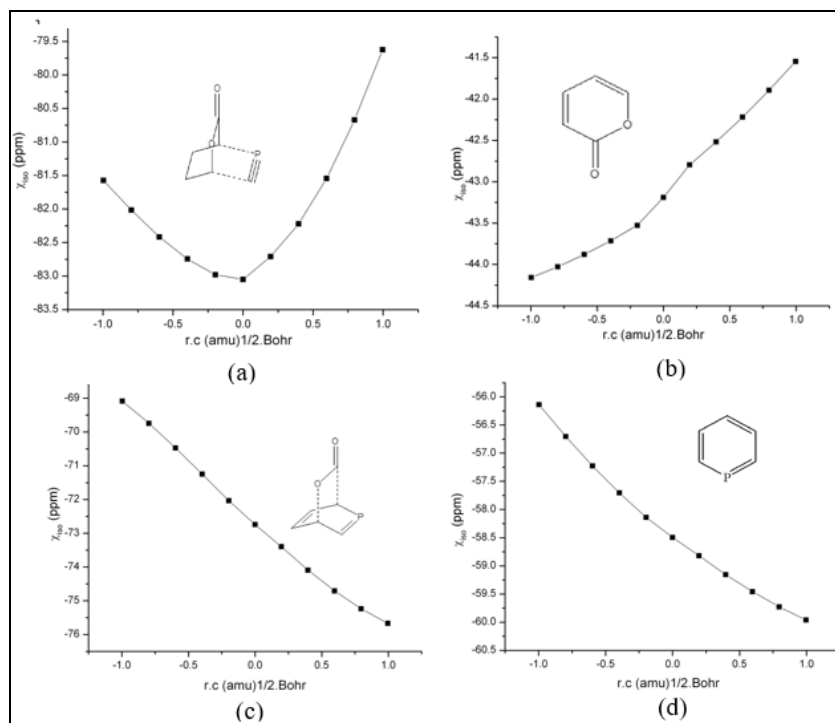 -79.5
-80.0
-80.5
-81.0
-81.5
-82.0
-82.5
-83.0
-83.5
χiso (ppm)
O
O
P
-1.0 -0.5 0.0 0.5 1.0
r.c (amu)1/2.Bohr
(a)
-41.5
-42.0
-42.5
-43.0
-43.5
-44.0
-44.5
χiso (ppm)
O
O
-1.0 -0.5 0.0 0.5 1.0
r.c (amu)1/2.Bohr
(b)
-69
-70
-71
-72
-73
-74
-75
-76
χiso (ppm)
O
O
P
-1.0 -0.5 0.0 0.5 1.0
r.c (amu)1/2.Bohr
(c)
-56.0
-56.5
-57.0
-57.5
-58.0
-58.5
-59.0
-59.5
-60.0
-60.5
χiso (ppm)
P
-1.0 -0.5 0.0 0.5 1.0
r.c (amu)1/2.Bohr
(d)